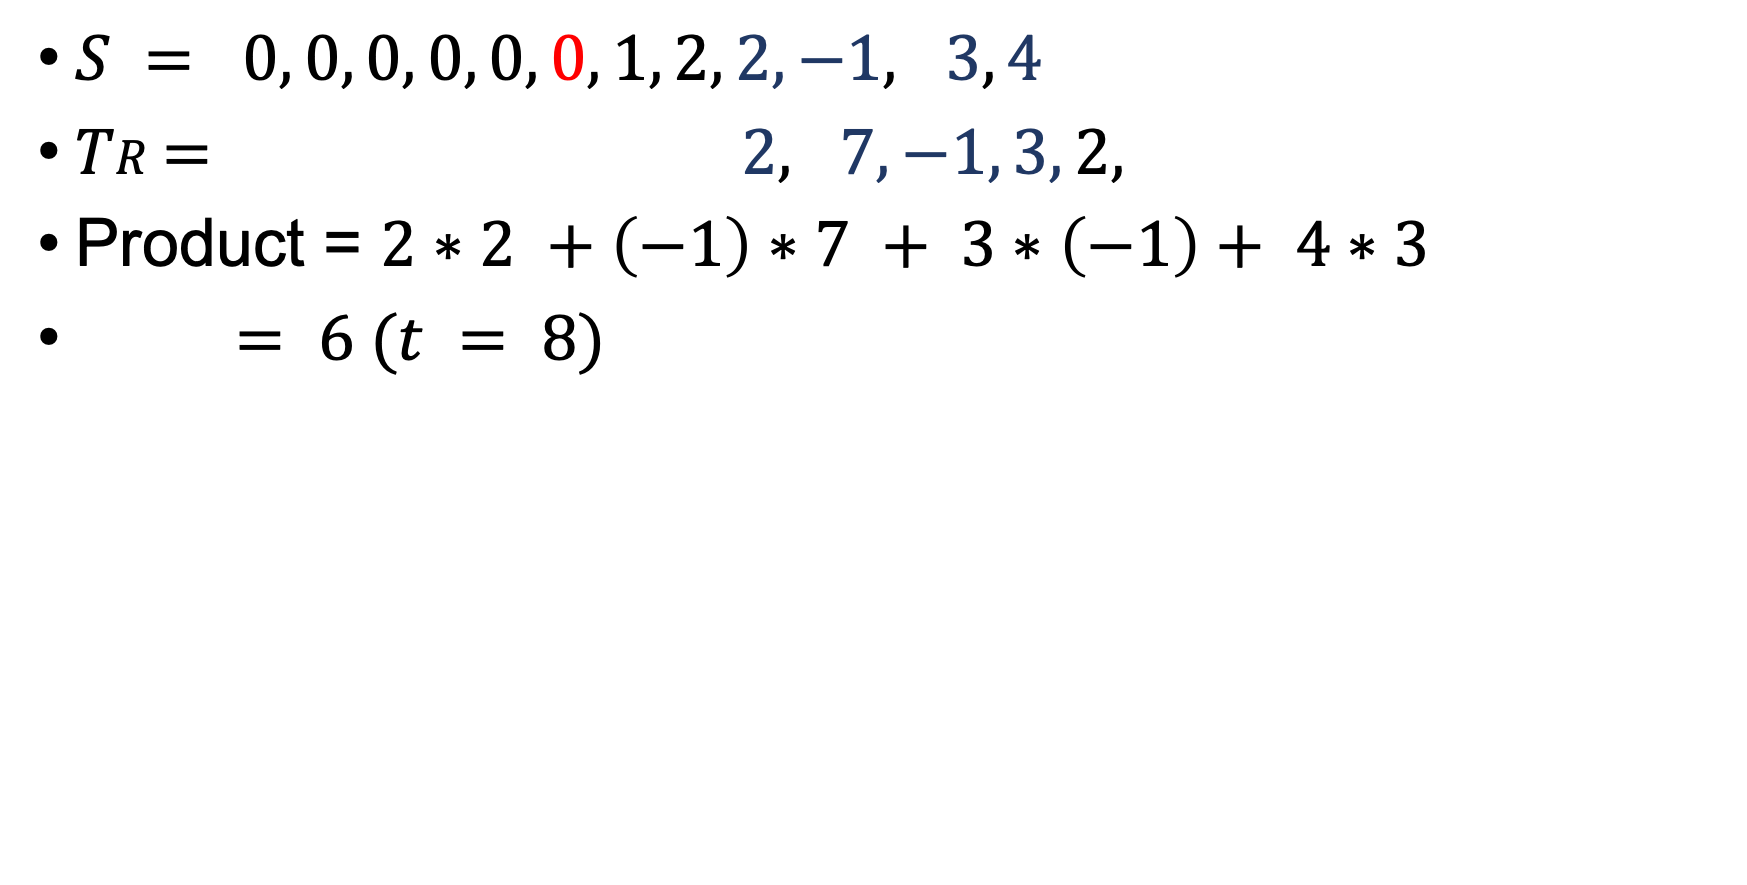 • S = 0, 0, 0, 0, 0, 0, 1, 2, 2, −1, 3, 4
• TR = 2, 7, −1, 3, 2,
• Product = 2 ∗ 2 + (−1) ∗ 7 + 3 ∗ (−1) + 4 ∗ 3
• = 6 (t = 8)